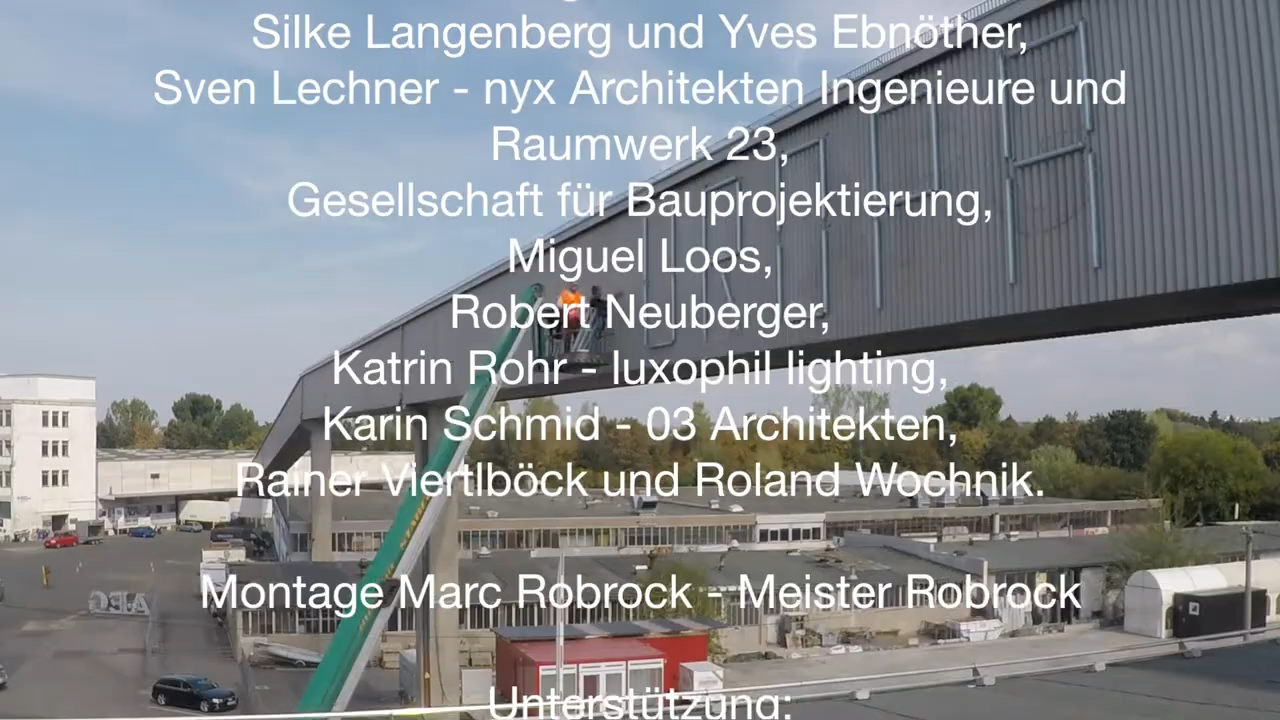 Silke Langenberg und Yves Ebnöther,
Sven Lechner - nyx Architekten Ingenieure und
Raumwerk 23,
Gesellschaft für Bauprojektierung,
Miguel Loos,
Robert Neuberger,
Katrin Rohr - luxophil lighting,
Karin Schmid - 03 Architekten,
Rainer Viertlböck und Roland Wochnik.
Montage Marc Robrock - Meister Robrock
Unterstützung: